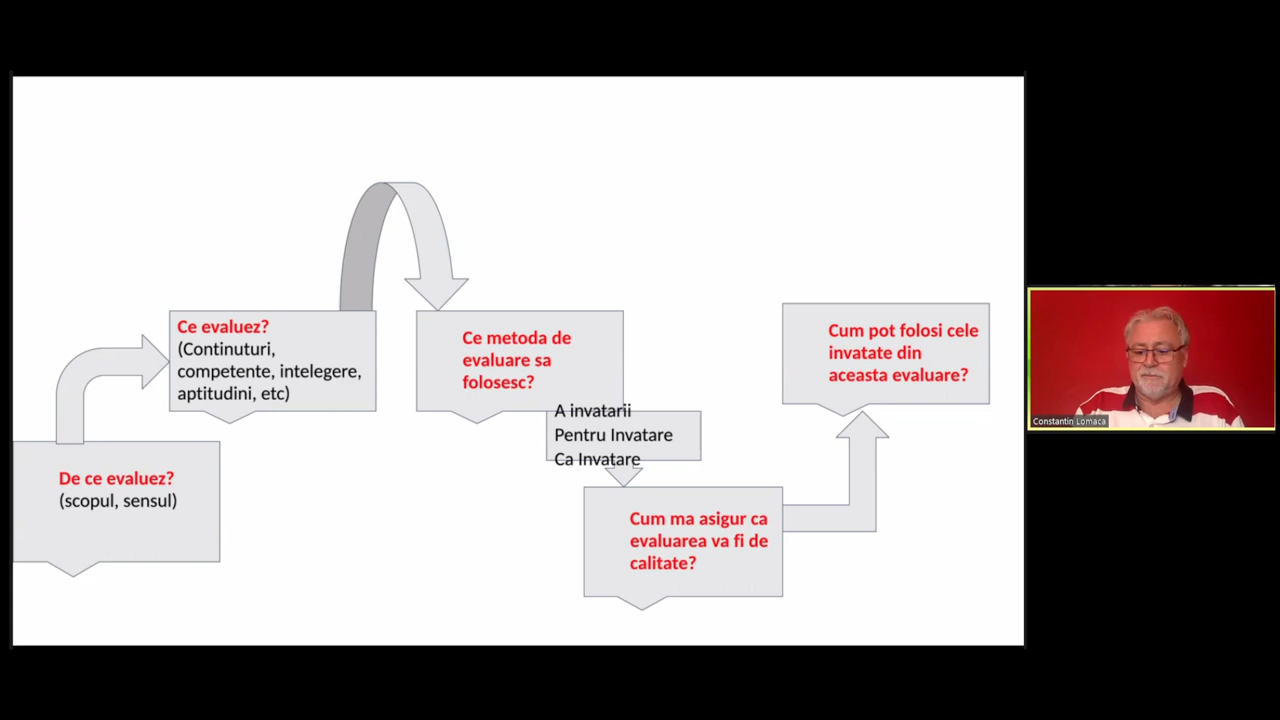 De ce evaluez?
(scopul, sensul)
Ce evaluez?
(Continuturi,
competente, intelegere,
aptitudini, etc)
Ce metoda de
evaluare sa
folosesc?
A invatarii
Pentru Invatare
Ca Invatare
Cum ma asigur ca
evaluarea va fi de
calitate?
Cum pot folosi cele
invatate din
aceasta evaluare?
Constantin Lomaca